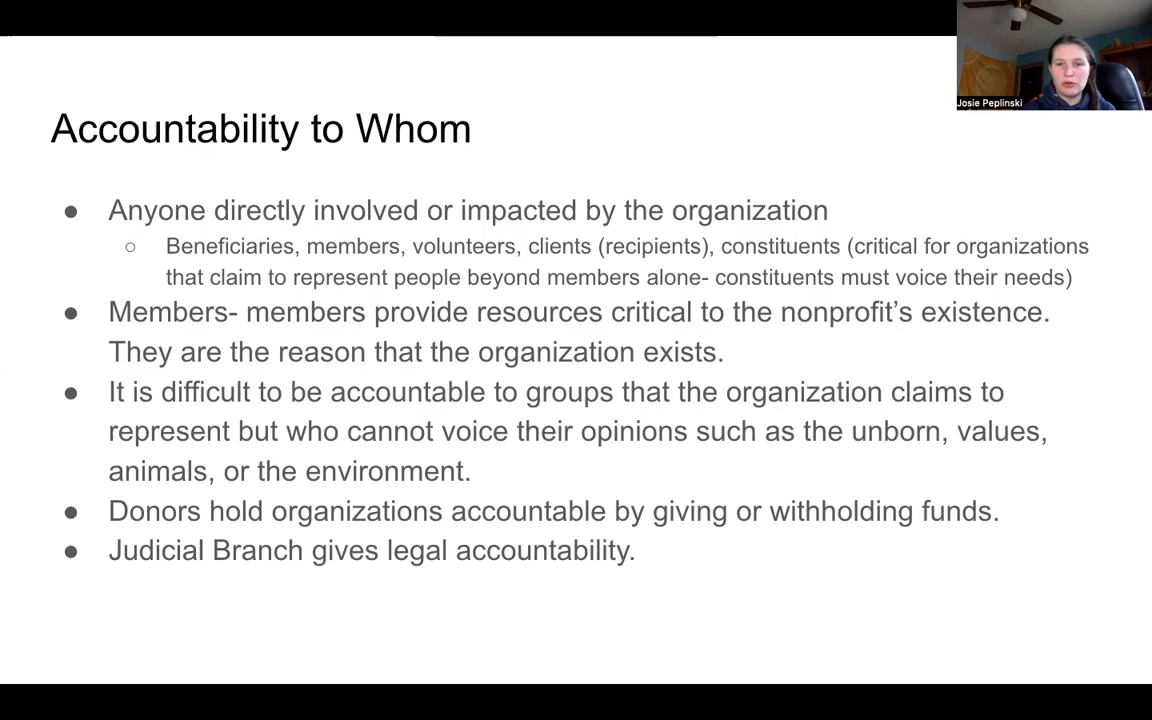 Josie Peplinski
Accountability to Whom
● Anyone directly involved or impacted by the organization
○ Beneficiaries, members, volunteers, clients (recipients), constituents (critical for organizations
that claim to represent people beyond members alone- constituents must voice their needs)
● Members- members provide resources critical to the nonprofit’s existence.
They are the reason that the organization exists.
● It is difficult to be accountable to groups that the organization claims to
represent but who cannot voice their opinions such as the unborn, values,
animals, or the environment.
● Donors hold organizations accountable by giving or withholding funds.
● Judicial Branch gives legal accountability.